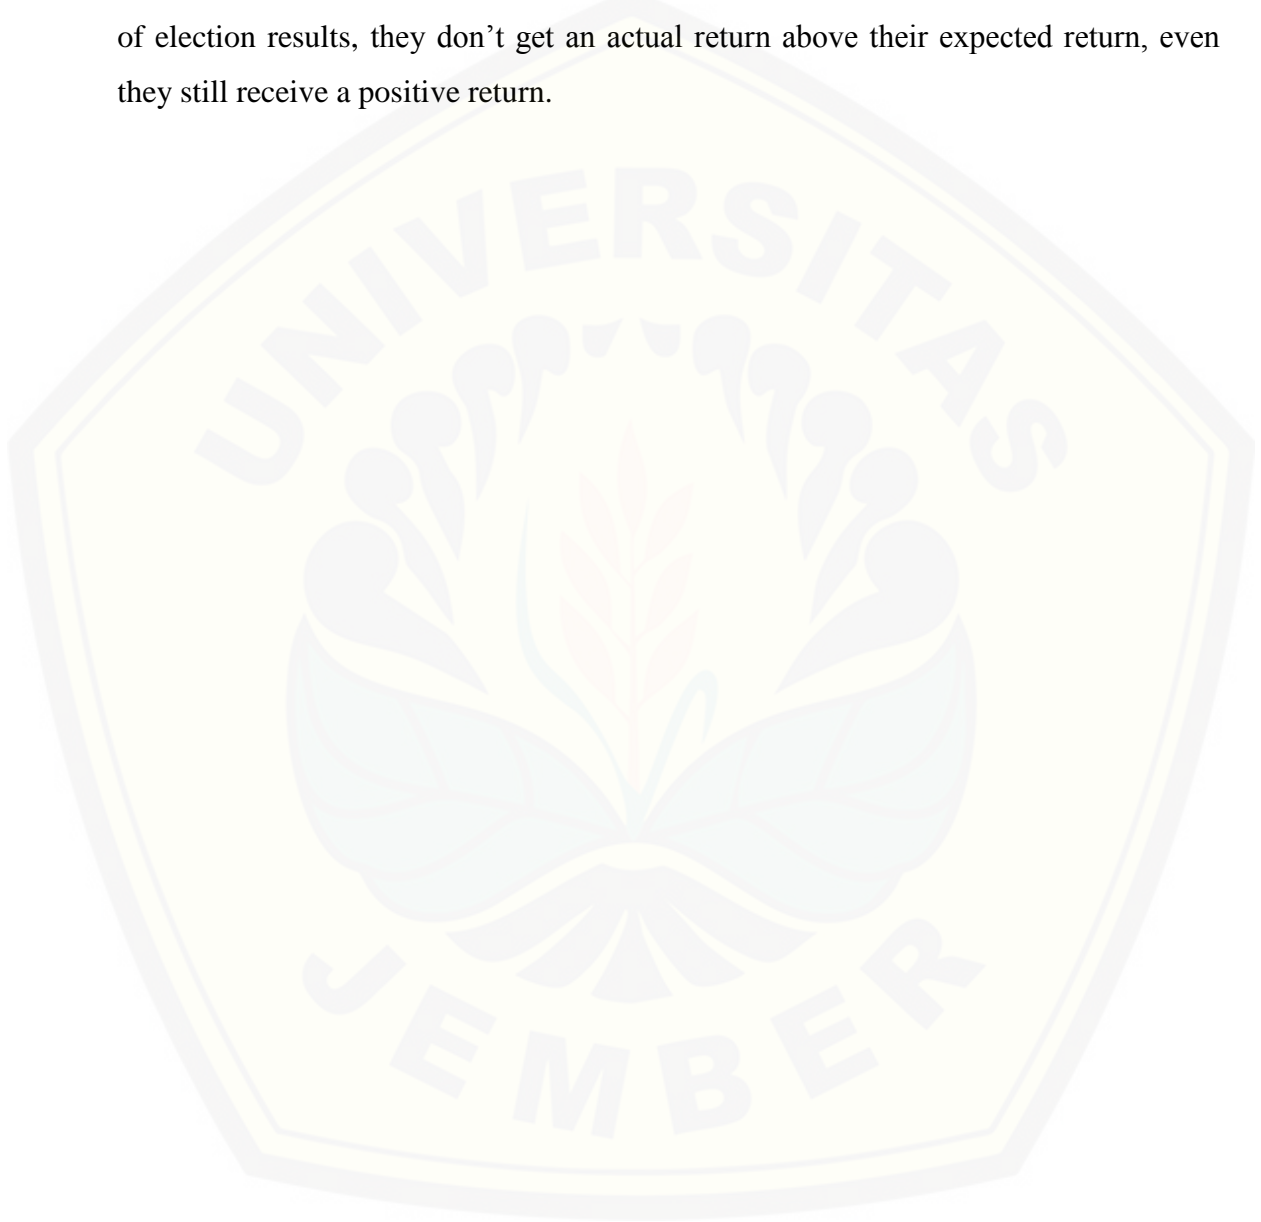 of election results, they don’t get an actual return above their expected return, even
they still receive a positive return.
UNIVERSITAS
JEMBER